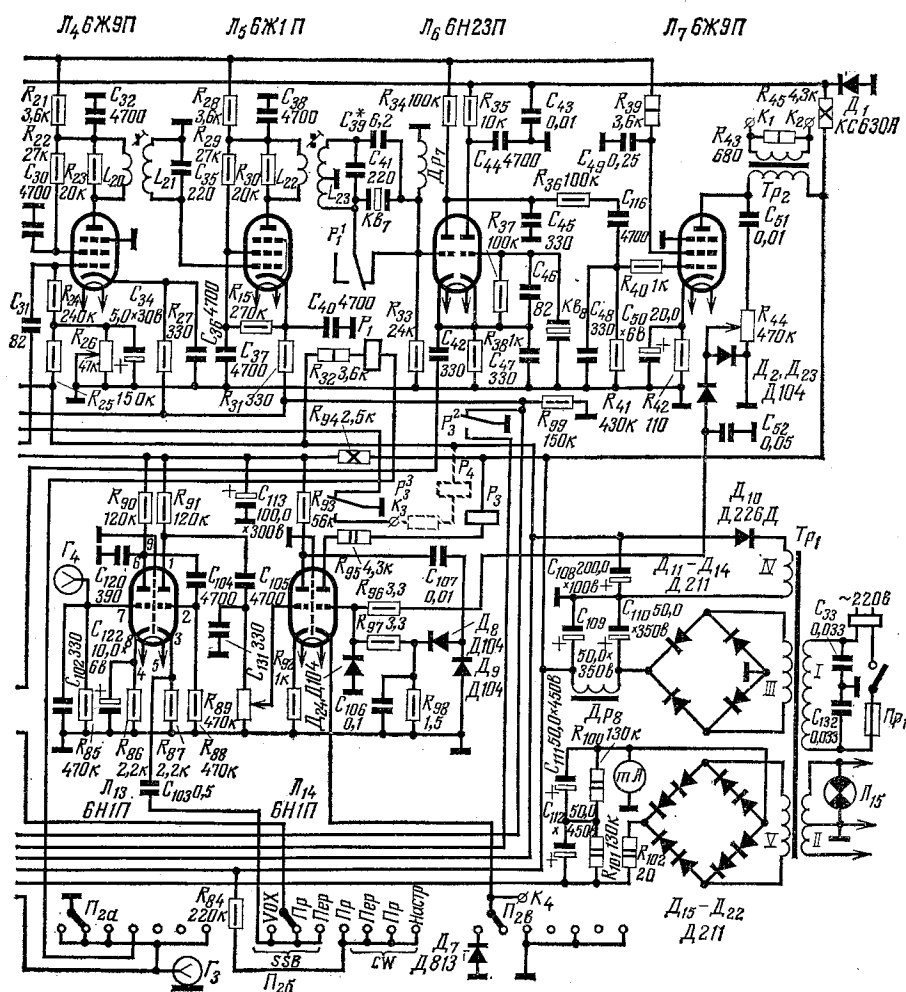 Л4 6Ж9П
Л5 6Ж1П
Л6 6Н23П
Л7 6Ж9П
R21 3,6к
C32 4700
R28 3,6к
C38 4700
C39* 6,2
R34 100к
R35 10к
C43 0,01
R39 3,6к
R45 4,3к
Д1 КС630А
К1
К2
R43 680
R22 27к
C30 4700
R23 20к
L20
L21
R29 27к
C35 220
R30 20к
L22
L23
C41 220
Кв7
Др7
C44 4700
C49 0,25
R36 100к
C116 4700
Тр2
C51 0,01
P1¹
R37 100к
C45 330
C46 82
Кв8
R40 1к
C31 82
R24 240к
C34 5,0×30в
R27 330
C36 4700
R15 270к
C40 4700
P1
R33 24к
C48 330
C50 20,0 ×6в
R44 470к
R26 47к
R25 150к
C37 4700
R31 330
R32 3,6к
C42 330
R38 1к
C47 330
R41 430к
R42 110
Д2, Д23 Д104
R94 2,5к
P3²
R99 150к
C52 0,05
R90 120к
R91 120к
C113 100,0 ×300в
R93 56к
P3³
К3
P4
P3
Д10 Д226Д
Тр1
Г4
C120 390
9
6
1
7
2
3
4
5
C104 4700
C105 4700
R95 4,3к
C107 0,01
C108 200,0 ×100в
Д11–Д14 Д211
IV
C33 0,033
~220в
R96 3,3
R97 3,3
Д8 Д104
Д9 Д104
C109 50,0× 350в
C110 50,0 ×350в
III
I
C102 330
C122 10,0× 6в
C131 330
R92 1к
Д24 Д104
C106 0,1
R98 1,5
C132 0,033
Пр1
R85 470к
R86 2,2к
R87 2,2к
R88 470к
R89 470к
Др8
C111 50,0×450в
R100 130к
mA
Л13 6Н1П
C103 0,5
Л14 6Н1П
C112 50,0 × 450в
R101 130к
R102 20
V
II
Л15
П2а
R84 220к
VOX
Пр
Пер
Пр
Пер
Пр
Настр
К4
П2в
Д15–Д22 Д211
SSB
CW
Г3
П2б
Д7 Д813